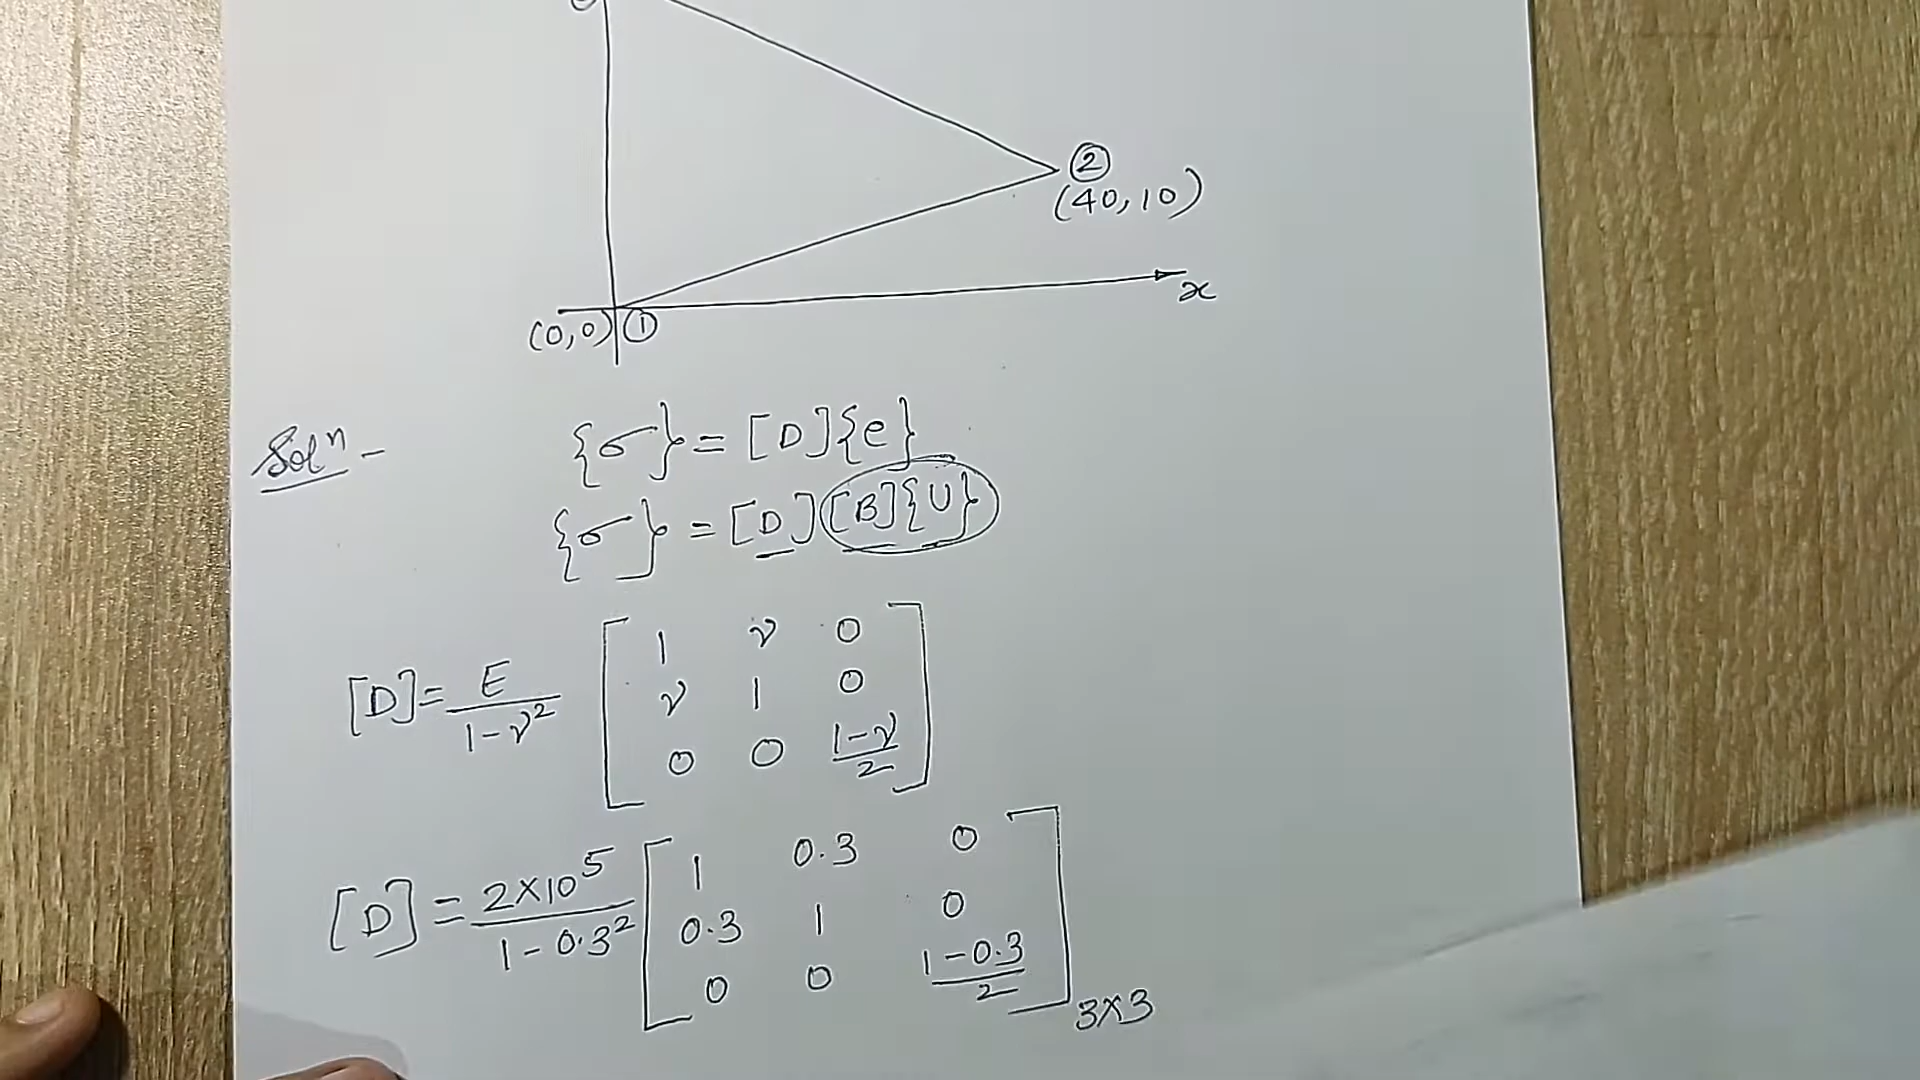 ②
(40,10)
x
(0,0) ①
Solⁿ - {σ} = [D]{e}
{σ} = [D][B]{U}
[D] = E/(1-ν²) [1 ν 0
ν 1 0
0 0 (1-ν)/2]
[D] = 2×10⁵/(1-0.3²) [1 0.3 0
0.3 1 0
0 0 (1-0.3)/2] 3×3